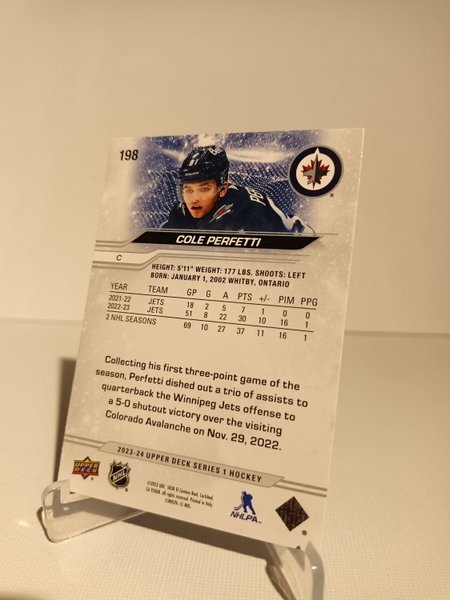 198
COLE PERFETTI
C
HEIGHT: 5'11" WEIGHT: 177 LBS. SHOOTS: LEFT
BORN: JANUARY 1, 2002 WHITBY, ONTARIO
YEAR TEAM GP G A PTS +/- PIM PPG
2021-22 JETS 18 2 5 7 1 0 0
2022-23 JETS 51 8 22 30 10 16 1
2 NHL SEASONS 69 10 27 37 11 16 1
Collecting his first three-point game of the
season, Perfetti dished out a trio of assists to
quarterback the Winnipeg Jets offense to
a 5-0 shutout victory over the visiting
Colorado Avalanche on Nov. 29, 2022.
2023-24 UPPER DECK SERIES 1 HOCKEY
UPPER DECK
NHL
NHLPA